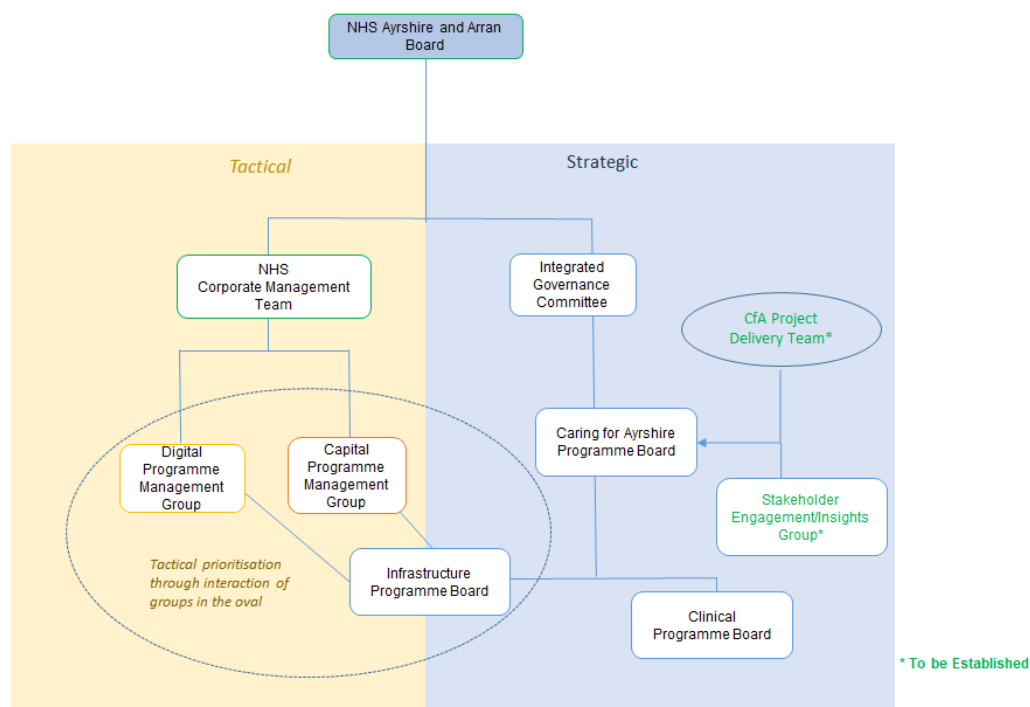 NHS Ayrshire and Arran
Board
Tactical
Strategic
NHS
Corporate Management
Team
Integrated
Governance
Committee
CfA Project
Delivery Team*
Digital
Programme
Management
Group
Capital
Programme
Management
Group
Caring for Ayrshire
Programme Board
Stakeholder
Engagement/Insights
Group*
Tactical prioritisation
through interaction of
groups in the oval
Infrastructure
Programme Board
Clinical
Programme Board
* To be Established